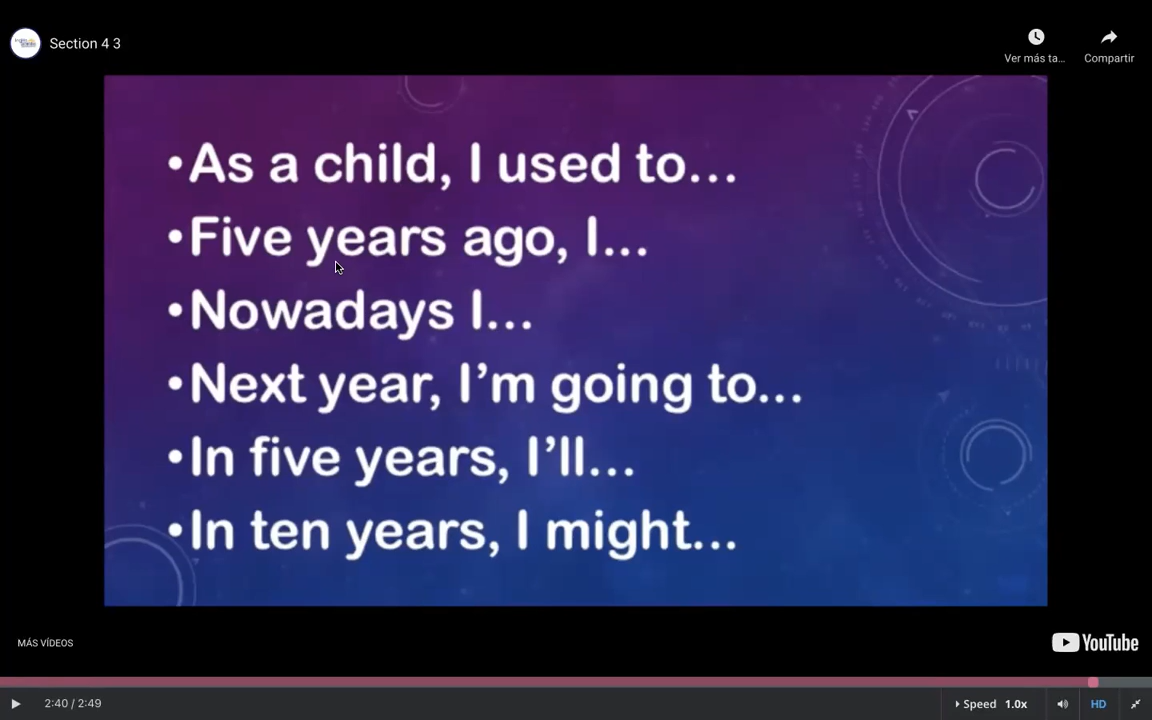 Section 4 3
Ver más ta...
Compartir
•As a child, I used to...
•Five years ago, I...
•Nowadays I...
•Next year, I'm going to...
•In five years, I'll...
•In ten years, I might...
MÁS VÍDEOS
YouTube
2:40 / 2:49
Speed 1.0x
HD